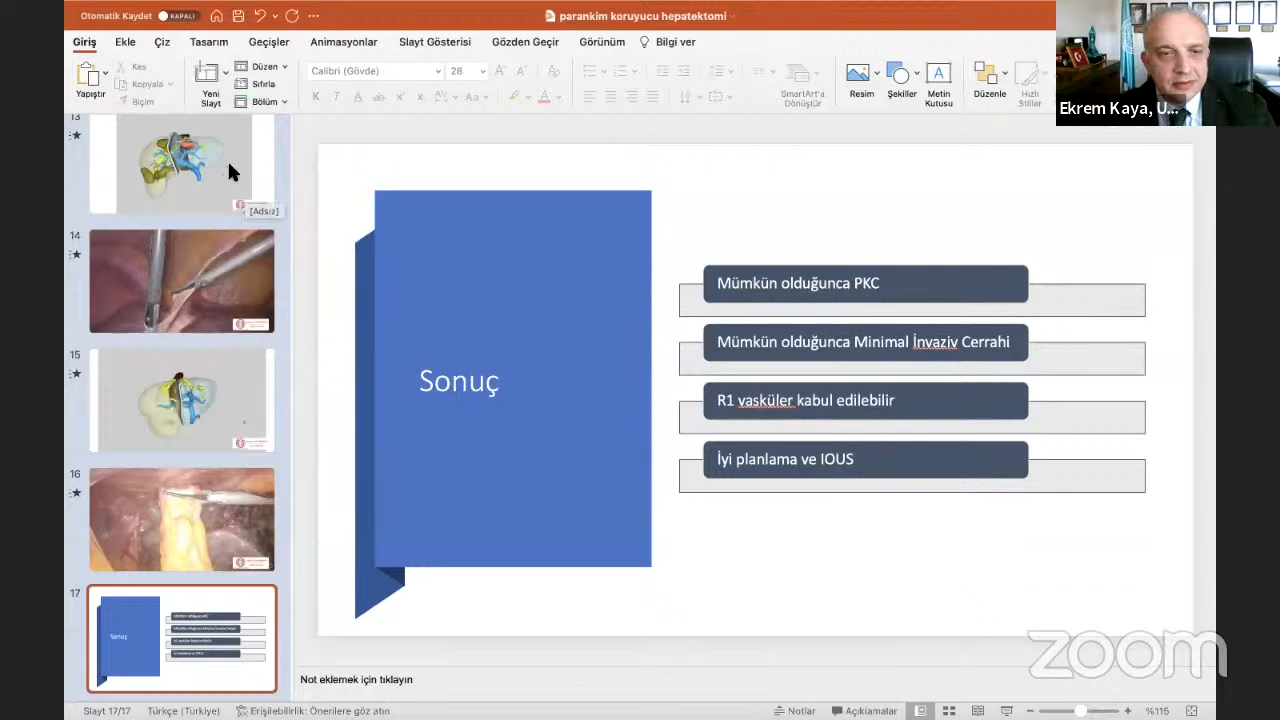 Otomatik Kaydet
KAPALI
parankim koruyucu hepatektomi
Giriş Ekle Çiz Tasarım Geçişler Animasyonlar Slayt Gösterisi Gözden Geçir Görünüm Bilgi ver
Yapıştır
Kes
Kopyala
Biçim
Yeni
Slayt
Düzen
Sıfırla
Bölüm
Calibri (Gövde) 28
SmartArt'a
Dönüştür
Resim
Şekiller
Metin
Kutusu
Düzenle
Hızlı
Stiller
Ekrem Kaya, U...
13
[Adsız]
14
15
16
17
Sonuç
Mümkün olduğunca PKC
Mümkün olduğunca Minimal İnvaziv Cerrahi
R1 vasküler kabul edilebilir
İyi planlama ve IOUS
Sonuç
zoom
Not eklemek için tıklayın
Slayt 17/17 Türkçe (Türkiye) Erişilebilirlik: Önerilere göz atın
Notlar Açıklamalar %115